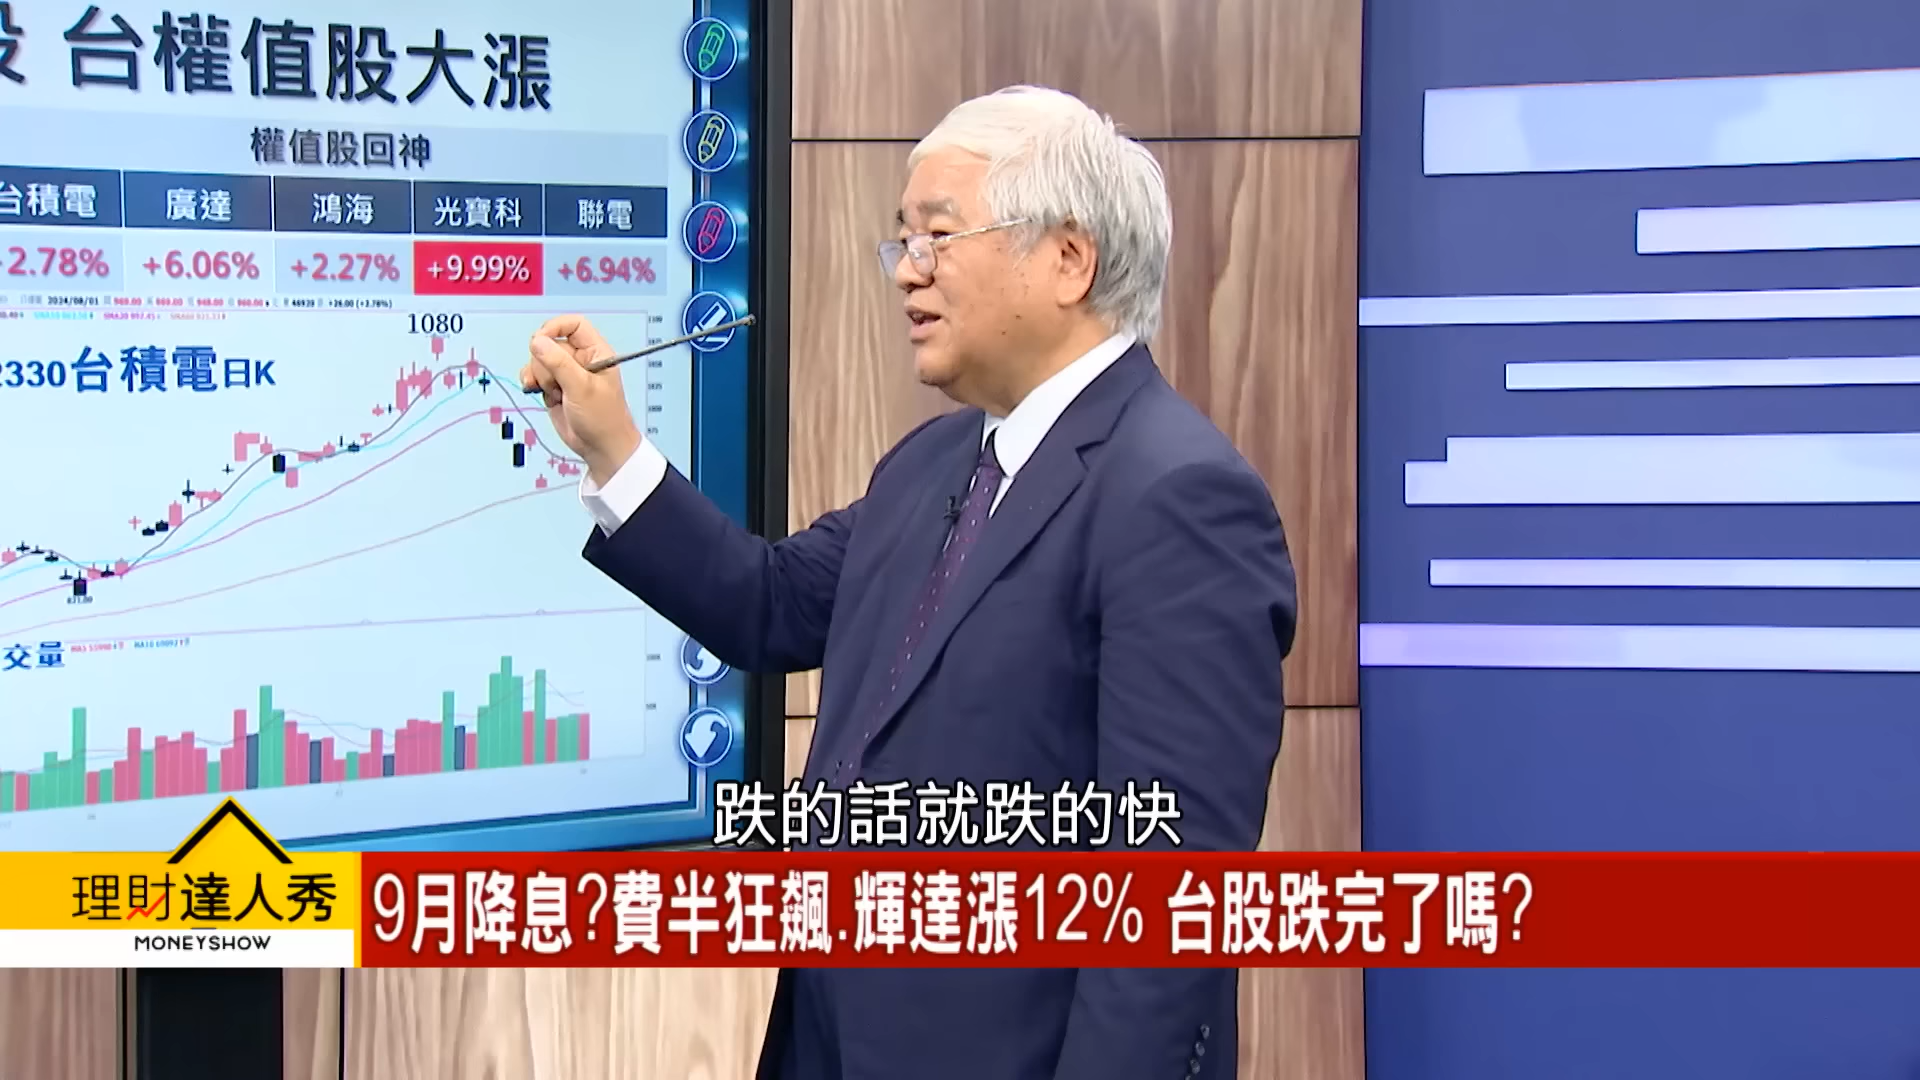 台權值股大漲
權值股回神
台積電 廣達 鴻海 光寶科 聯電
2.78% +6.06% +2.27% +9.99% +6.94%
2024/08/01
1080
2330台積電日K
交量
跌的話就跌的快
理財達人秀
MONEYSHOW
9月降息?費半狂飆.輝達漲12% 台股跌完了嗎?